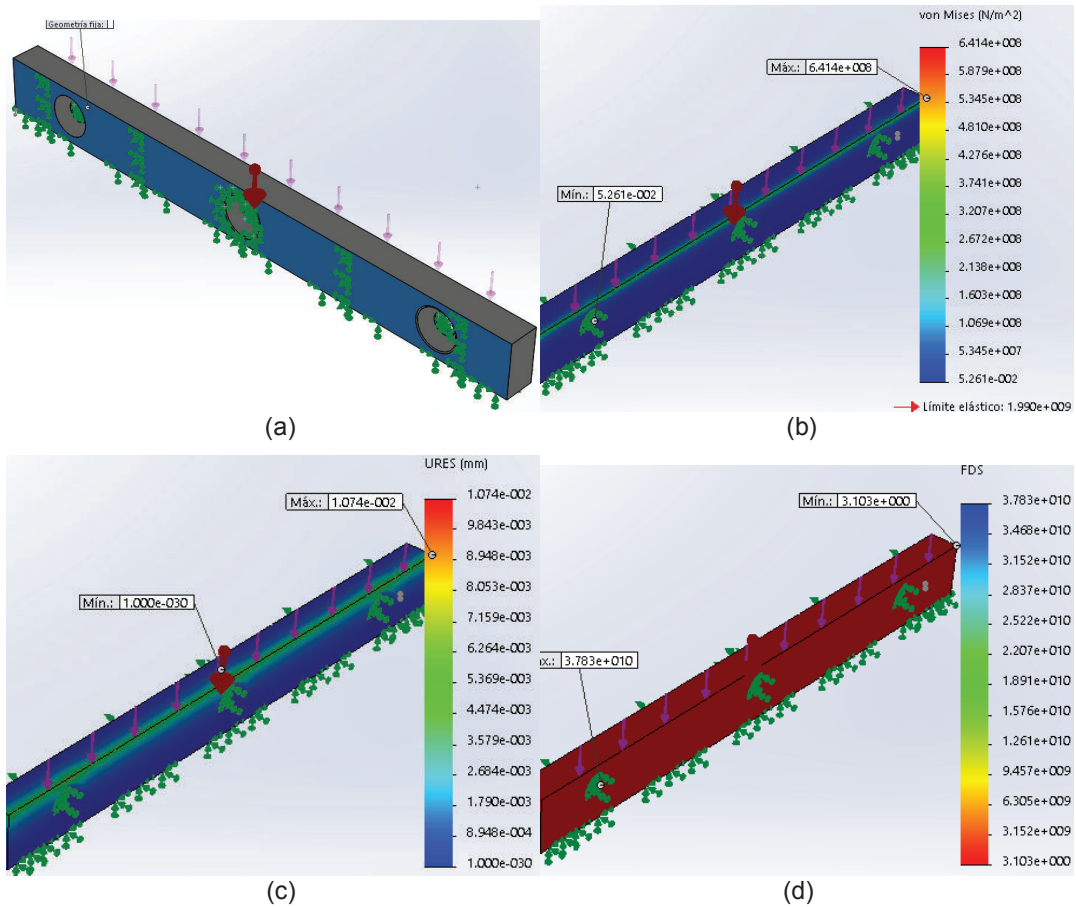 Geometría fija:
(a)
von Mises (N/m^2)
6.414e+008
5.879e+008
5.345e+008
4.810e+008
4.276e+008
3.741e+008
3.207e+008
2.672e+008
2.138e+008
1.603e+008
1.069e+008
5.345e+007
5.261e-002
Límite elástico: 1.990e+009
Máx.: 6.414e+008
Mín.: 5.261e-002
(b)
URES (mm)
1.074e-002
9.843e-003
8.948e-003
8.053e-003
7.159e-003
6.264e-003
5.369e-003
4.474e-003
3.579e-003
2.684e-003
1.790e-003
8.948e-004
1.000e-030
Máx.: 1.074e-002
Mín.: 1.000e-030
(c)
FDS
3.783e+010
3.468e+010
3.152e+010
2.837e+010
2.522e+010
2.207e+010
1.891e+010
1.576e+010
1.261e+010
9.457e+009
6.305e+009
3.152e+009
3.103e+000
Mín.: 3.103e+000
áx.: 3.783e+010
(d)